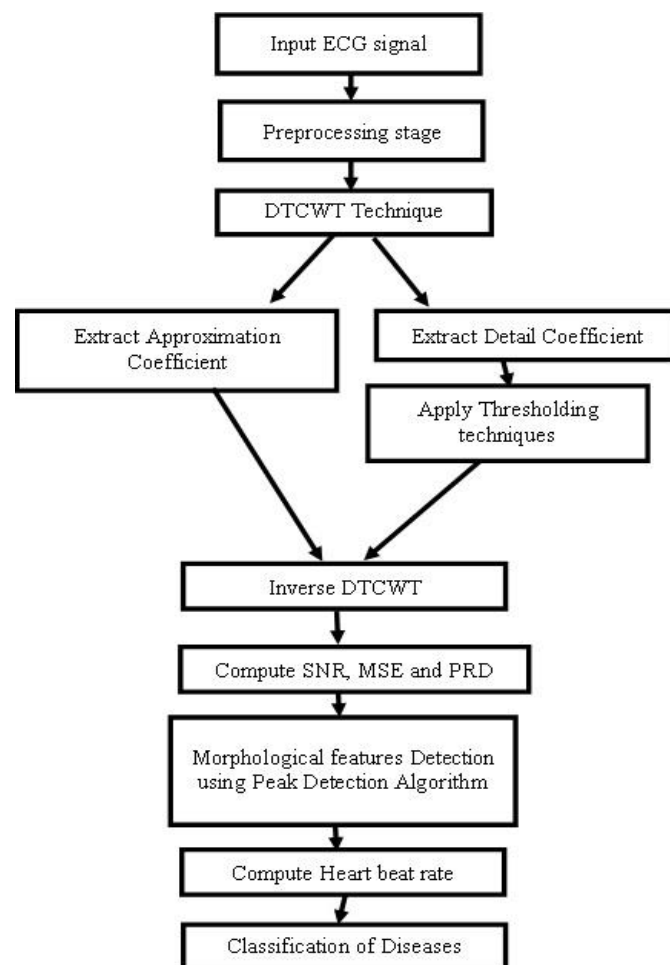 Input ECG signal
Preprocessing stage
DTCWT Technique
Extract Approximation
Coefficient
Extract Detail Coefficient
Apply Thresholding
techniques
Inverse DTCWT
Compute SNR, MSE and PRD
Morphological features Detection
using Peak Detection Algorithm
Compute Heart beat rate
Classification of Diseases